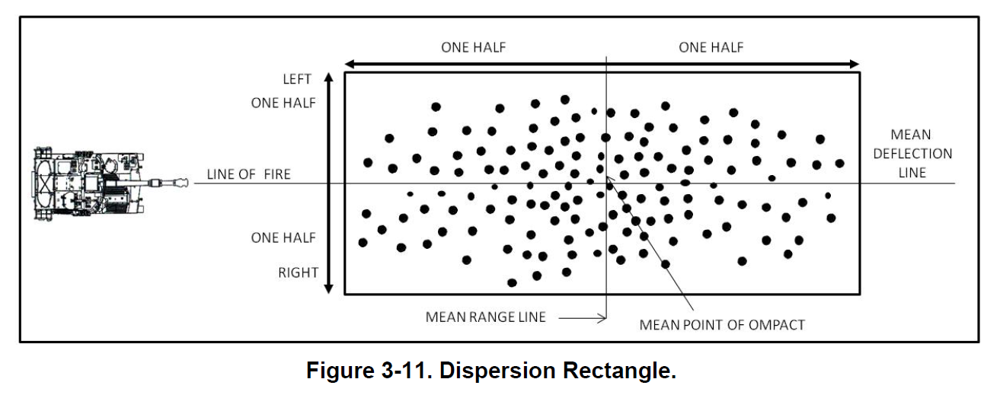 ONE HALF
ONE HALF
LEFT
ONE HALF
MEAN
DEFLECTION
LINE
LINE OF FIRE
ONE HALF
RIGHT
MEAN RANGE LINE
MEAN POINT OF OMPACT
Figure 3-11. Dispersion Rectangle.